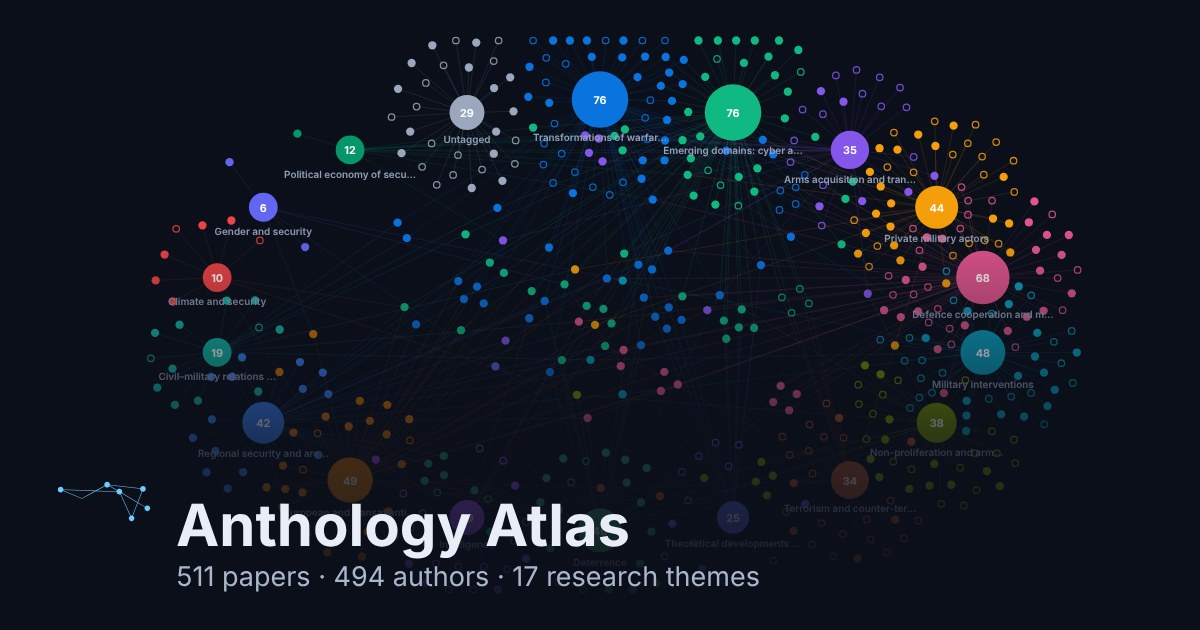 29
Untagged
76
Transformations of warfar...
76
Emerging domains: cyber a...
35
Arms acquisition and tran...
12
Political economy of secu...
44
Private military actors
6
Gender and security
68
Defence cooperation and m...
10
Climate and security
48
Military interventions
19
Civil–military relations ...
38
Non-proliferation and arm...
42
Regional security and are...
34
Terrorism and counter-ter...
49
25
Theoretical developments ...
Deterrence
Anthology Atlas
511 papers · 494 authors · 17 research themes